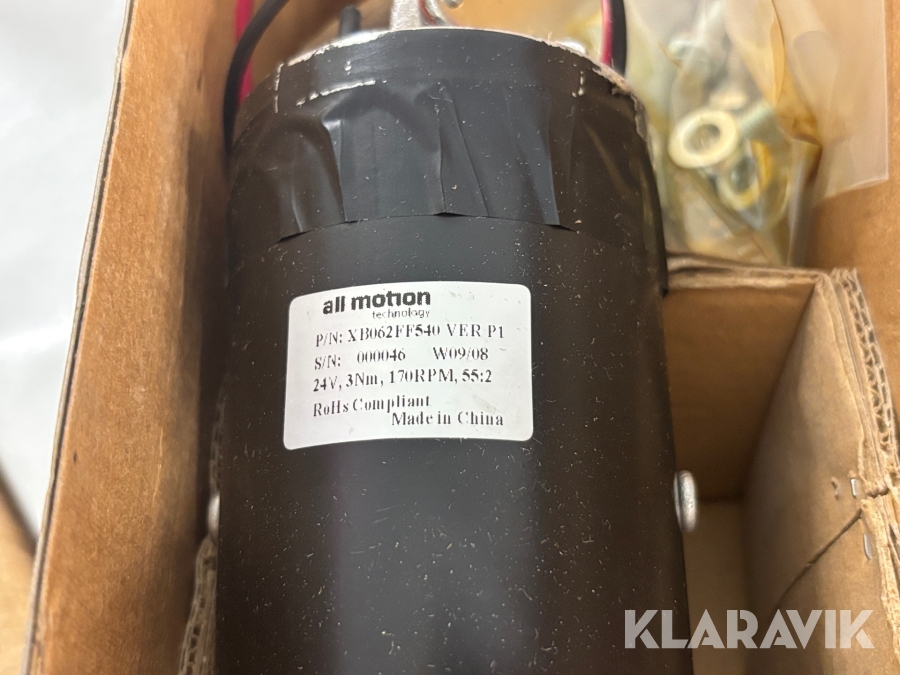 all motion
technology
P/N: XB062FF540 VER P1
S/N: 000046 W09/08
24V, 3Nm, 170RPM, 55:2
RoHs Compliant
Made in China
KLARAVIK